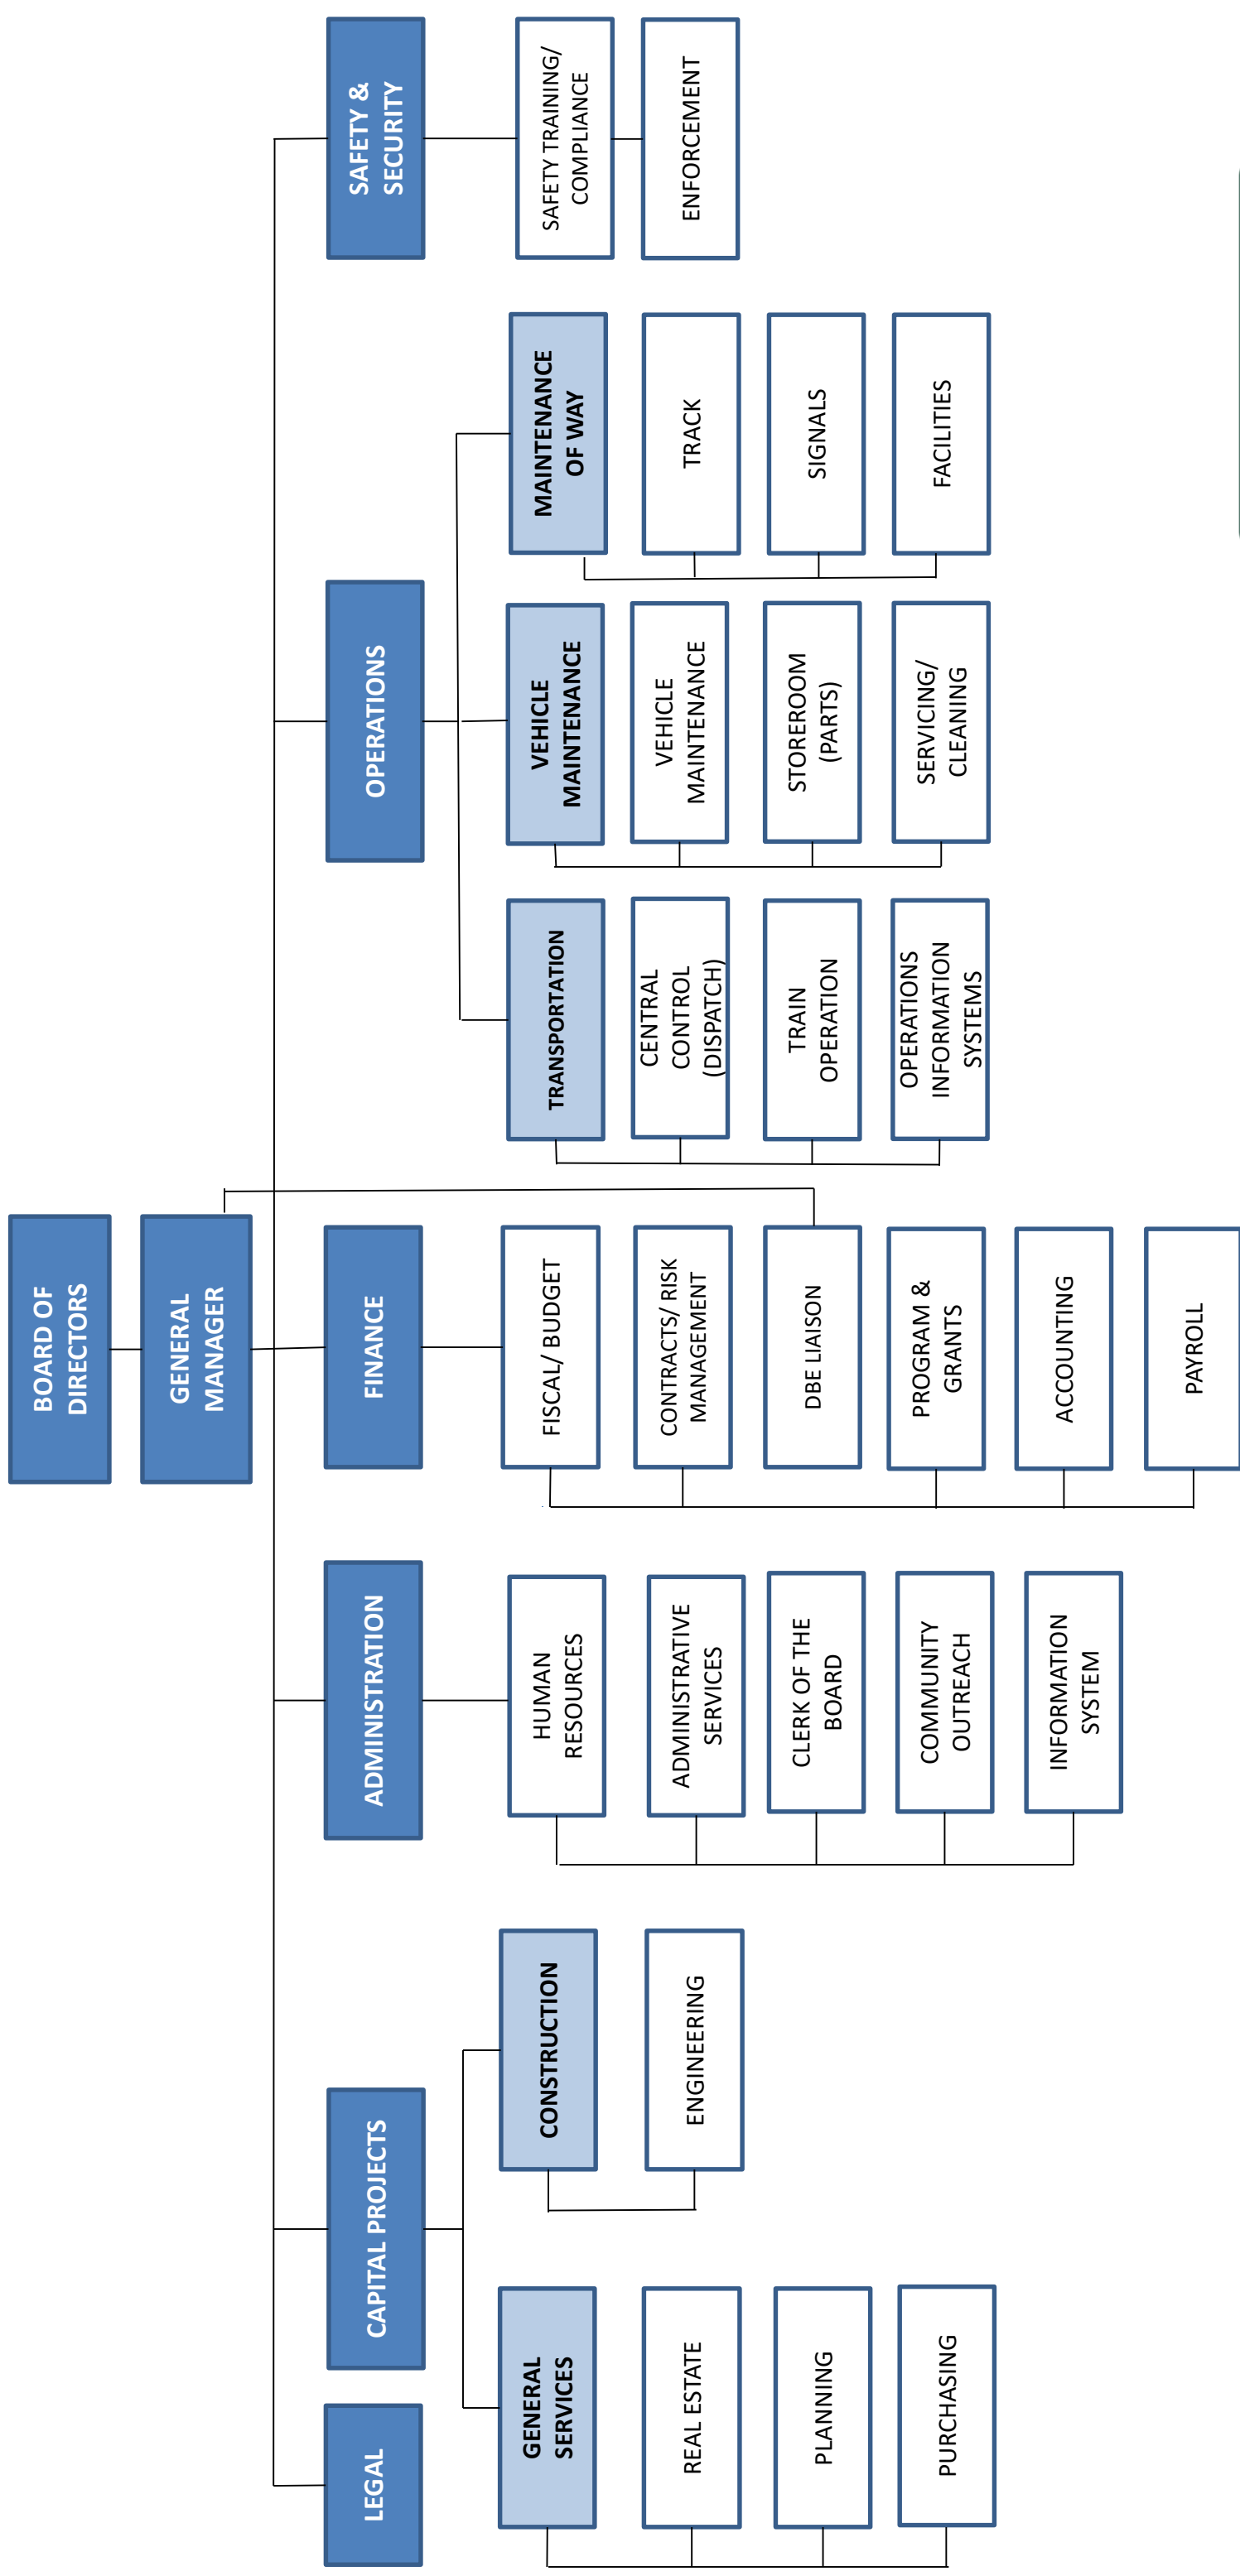 BOARD OF
DIRECTORS
GENERAL
MANAGER
LEGAL
CAPITAL PROJECTS
ADMINISTRATION
FINANCE
OPERATIONS
SAFETY &
SECURITY
GENERAL
SERVICES
REAL ESTATE
PLANNING
PURCHASING
CONSTRUCTION
ENGINEERING
HUMAN
RESOURCES
ADMINISTRATIVE
SERVICES
CLERK OF THE
BOARD
COMMUNITY
OUTREACH
INFORMATION
SYSTEM
FISCAL/ BUDGET
CONTRACTS/ RISK
MANAGEMENT
DBE LIAISON
PROGRAM &
GRANTS
ACCOUNTING
PAYROLL
TRANSPORTATION
CENTRAL
CONTROL
(DISPATCH)
TRAIN
OPERATION
OPERATIONS
INFORMATION
SYSTEMS
VEHICLE
MAINTENANCE
VEHICLE
MAINTENANCE
STOREROOM
(PARTS)
SERVICING/
CLEANING
MAINTENANCE
OF WAY
TRACK
SIGNALS
FACILITIES
SAFETY TRAINING/
COMPLIANCE
ENFORCEMENT